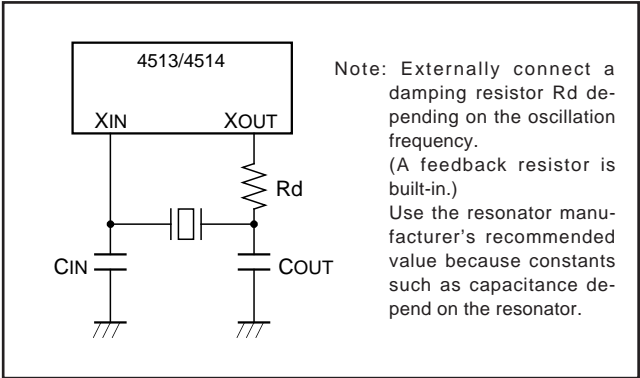 4513/4514
XIN XOUT
Rd
CIN COUT
Note: Externally connect a
damping resistor Rd de-
pending on the oscillation
frequency.
(A feedback resistor is
built-in.)
Use the resonator manu-
facturer's recommended
value because constants
such as capacitance de-
pend on the resonator.